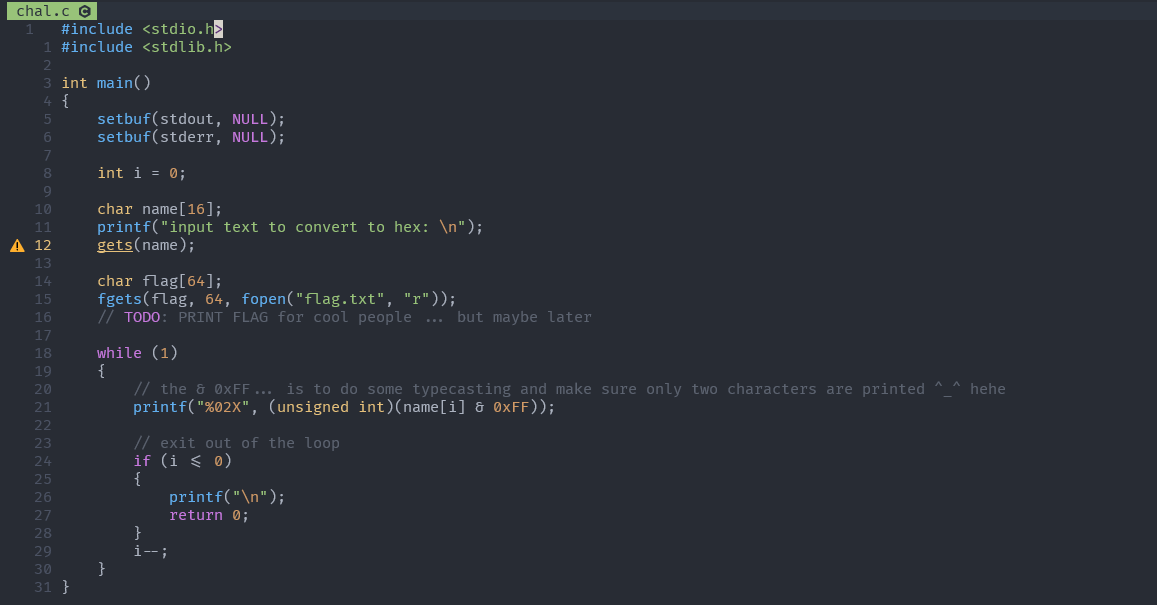 chal.c
1 #include <stdio.h>
1 #include <stdlib.h>
2
3 int main()
4 {
5 setbuf(stdout, NULL);
6 setbuf(stderr, NULL);
7
8 int i = 0;
9
10 char name[16];
11 printf("input text to convert to hex: \n");
12 gets(name);
13
14 char flag[64];
15 fgets(flag, 64, fopen("flag.txt", "r"));
16 // TODO: PRINT FLAG for cool people ... but maybe later
17
18 while (1)
19 {
20 // the & 0xFF... is to do some typecasting and make sure only two characters are printed ^_^ hehe
21 printf("%02X", (unsigned int)(name[i] & 0xFF));
22
23 // exit out of the loop
24 if (i <= 0)
25 {
26 printf("\n");
27 return 0;
28 }
29 i--;
30 }
31 }